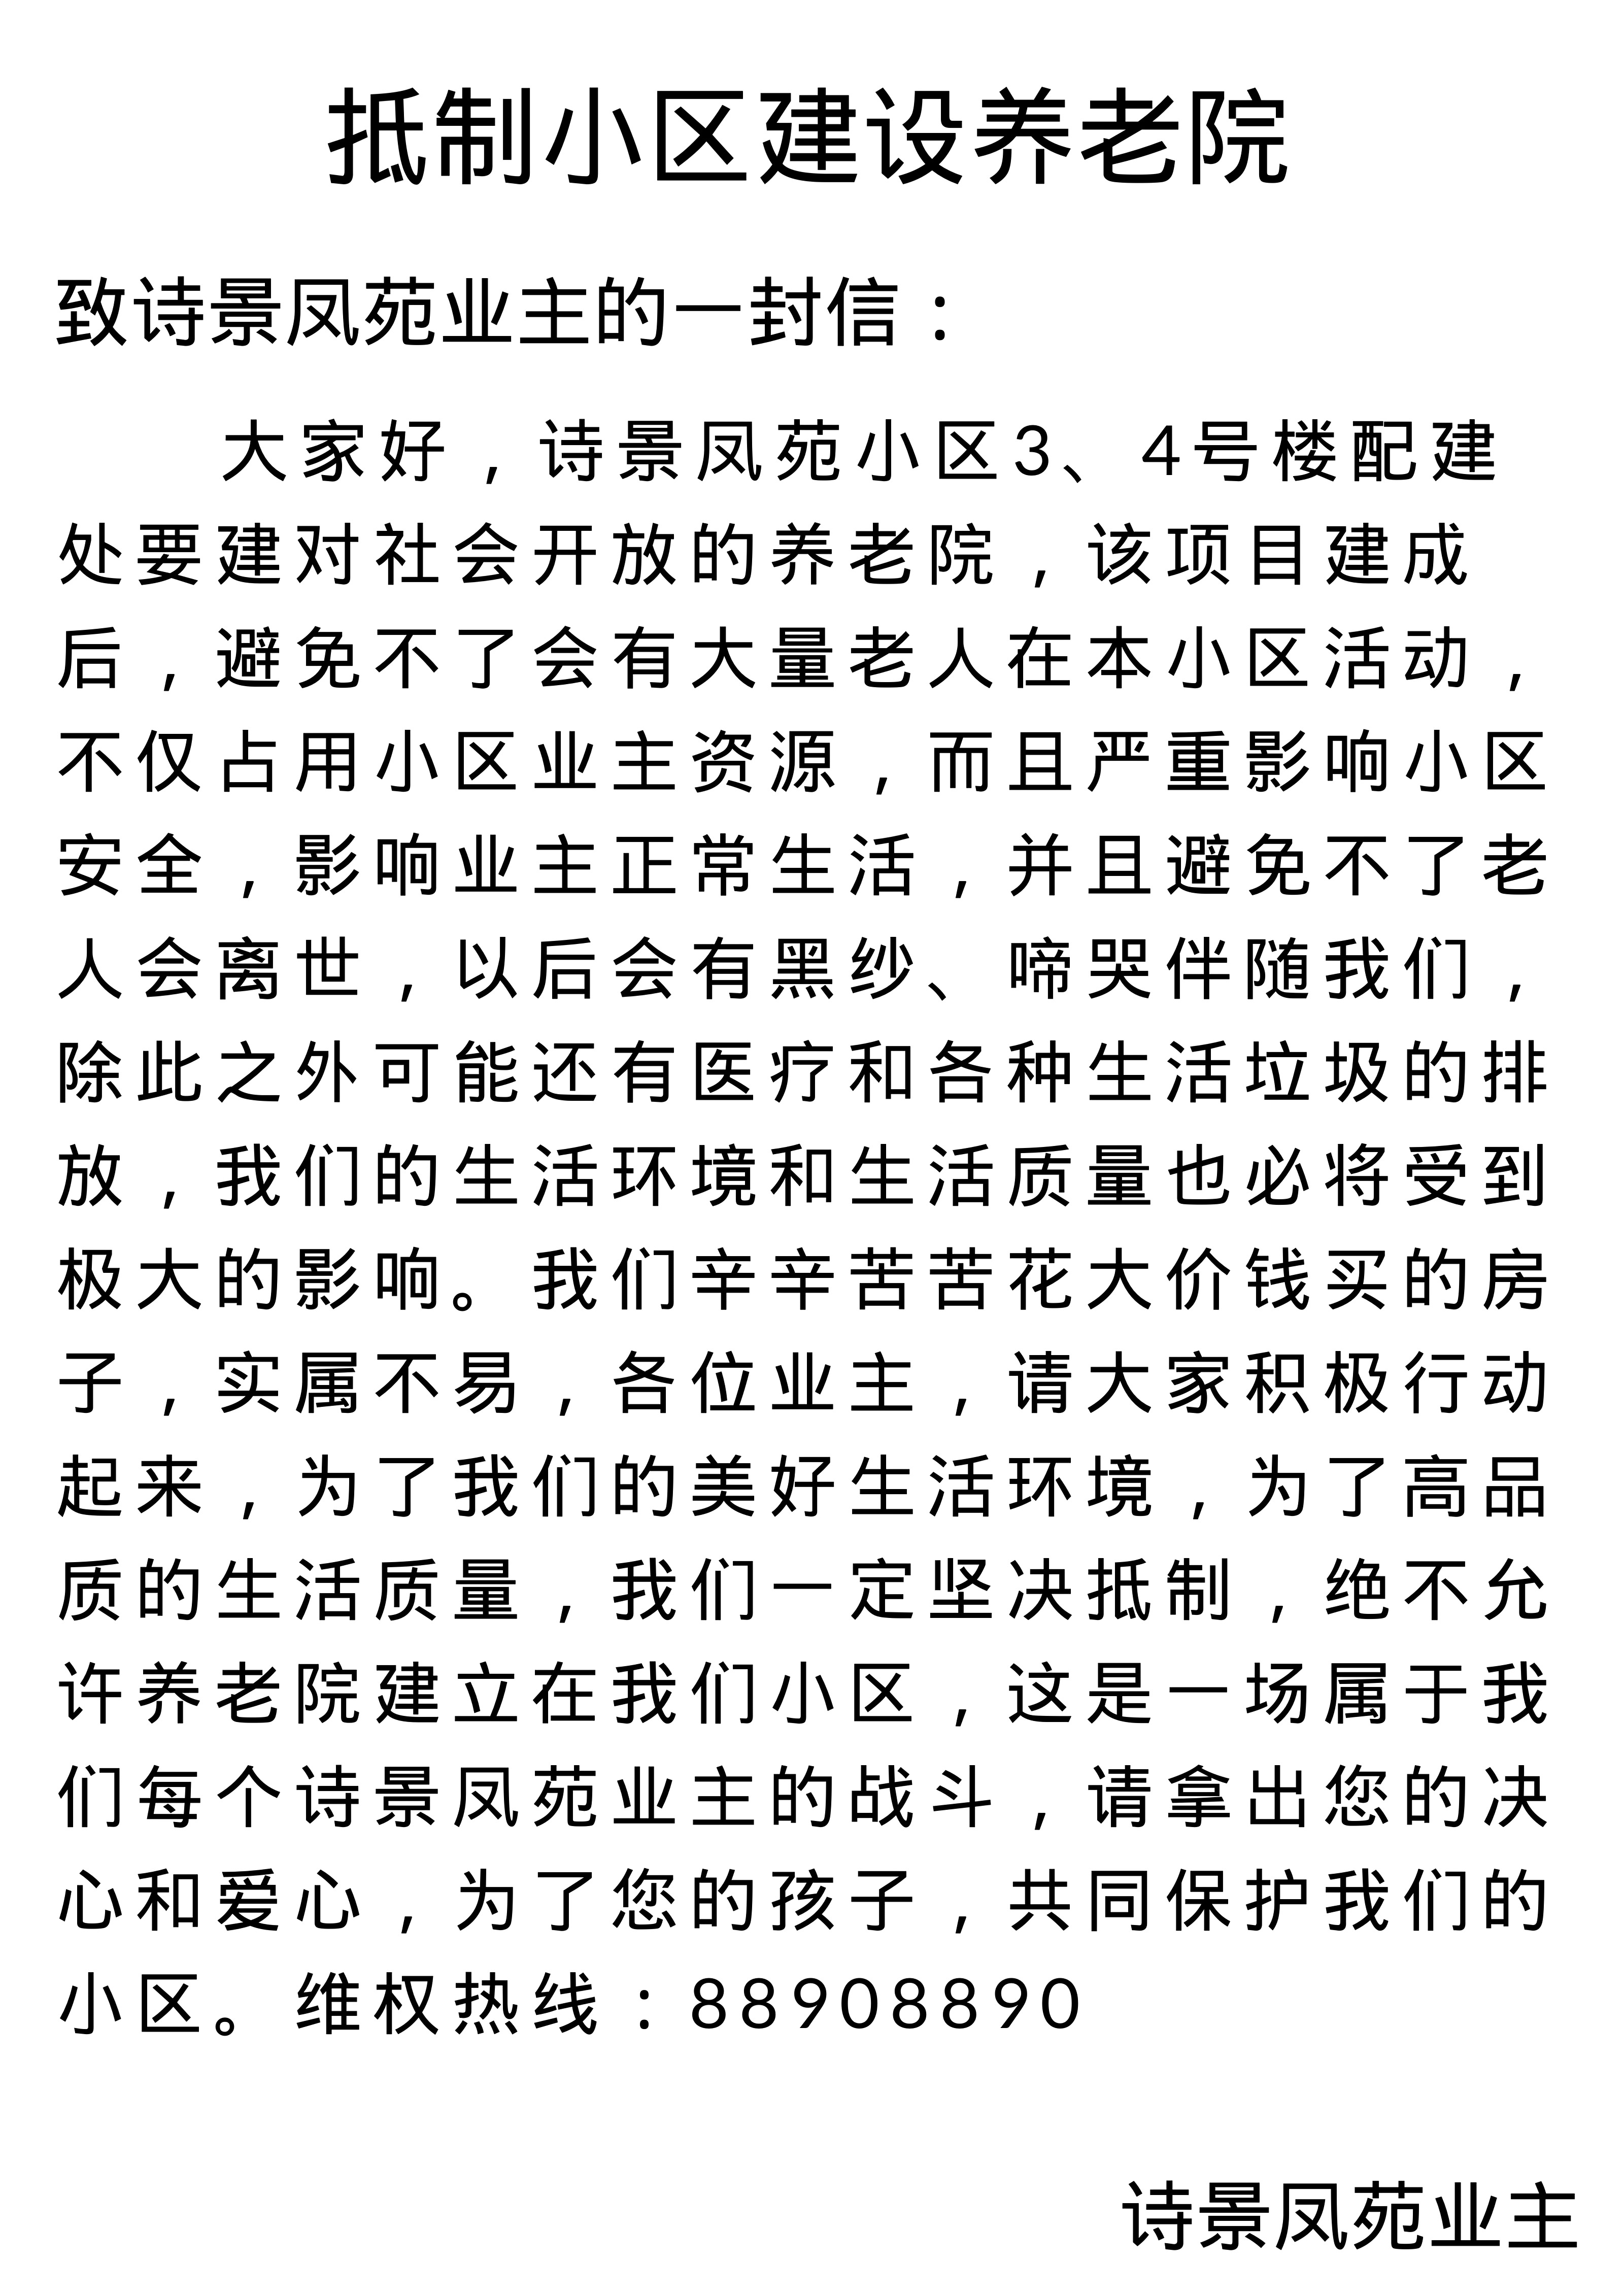 抵制小区建设养老院
致诗景凤苑业主的一封信：
大家好，诗景凤苑小区3、4号楼配建
处要建对社会开放的养老院，该项目建成
后，避免不了会有大量老人在本小区活动，
不仅占用小区业主资源，而且严重影响小区
安全，影响业主正常生活，并且避免不了老
人会离世，以后会有黑纱、啼哭伴随我们，
除此之外可能还有医疗和各种生活垃圾的排
放，我们的生活环境和生活质量也必将受到
极大的影响。我们辛辛苦苦花大价钱买的房
子，实属不易，各位业主，请大家积极行动
起来，为了我们的美好生活环境，为了高品
质的生活质量，我们一定坚决抵制，绝不允
许养老院建立在我们小区，这是一场属于我
们每个诗景凤苑业主的战斗，请拿出您的决
心和爱心，为了您的孩子，共同保护我们的
小区。维权热线：88908890
诗景凤苑业主